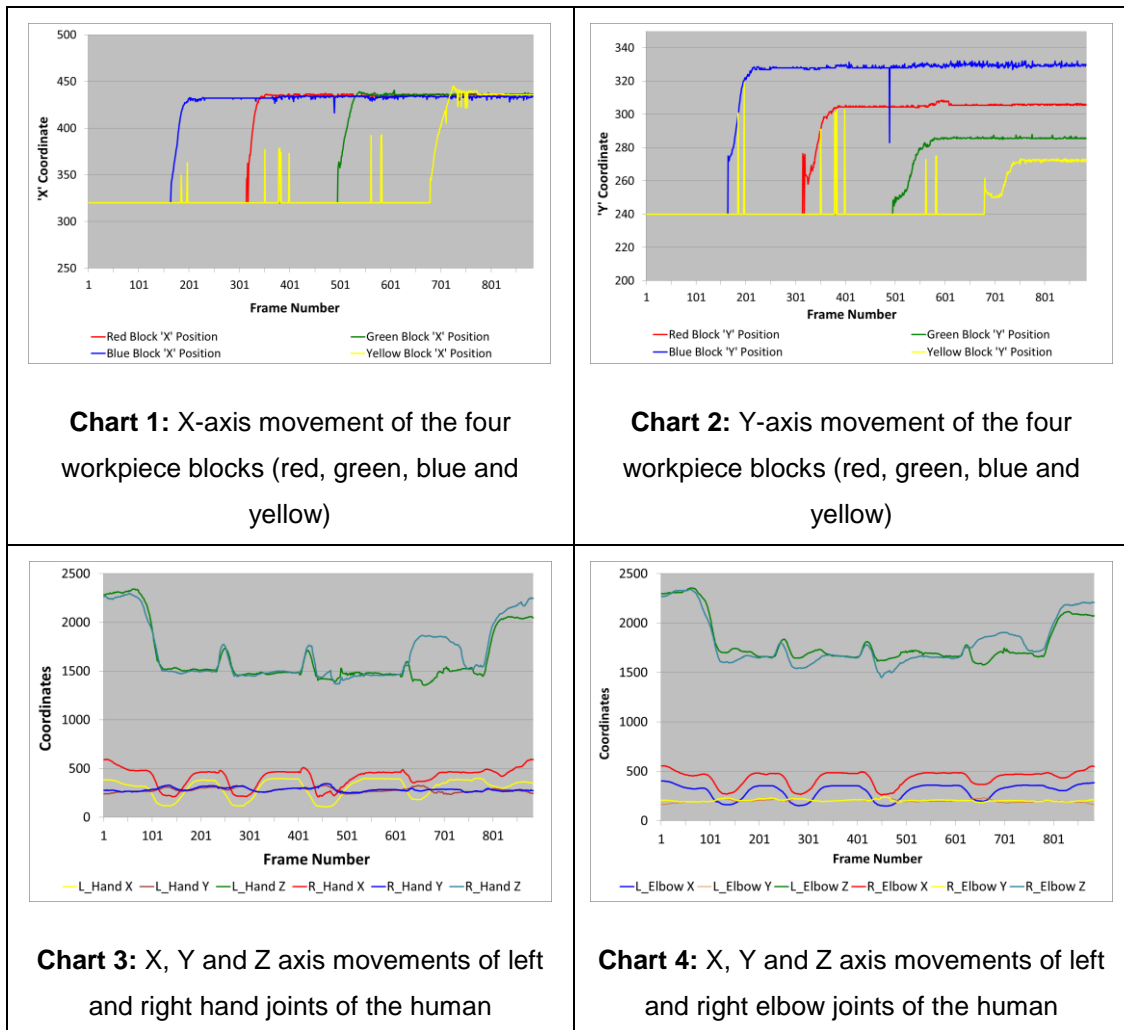 500
450
400
350
300
250
'X' Coordinate
1 101 201 301 401 501 601 701 801
Frame Number
Red Block 'X' Position Green Block 'X' Position
Blue Block 'X' Position Yellow Block 'X' Position
Chart 1: X-axis movement of the four
workpiece blocks (red, green, blue and
yellow)
340
320
300
280
260
240
220
200
'Y' Coordinate
1 101 201 301 401 501 601 701 801
Frame Number
Red Block 'Y' Position Green Block 'Y' Position
Blue Block 'Y' Position Yellow Block 'Y' Position
Chart 2: Y-axis movement of the four
workpiece blocks (red, green, blue and
yellow)
2500
2000
1500
1000
500
0
Coordinates
1 101 201 301 401 501 601 701 801
Frame Number
L_Hand X L_Hand Y L_Hand Z R_Hand X R_Hand Y R_Hand Z
Chart 3: X, Y and Z axis movements of left
and right hand joints of the human
2500
2000
1500
1000
500
0
Coordinates
1 101 201 301 401 501 601 701 801
Frame Number
L_Elbow X L_Elbow Y L_Elbow Z R_Elbow X R_Elbow Y R_Elbow Z
Chart 4: X, Y and Z axis movements of left
and right elbow joints of the human